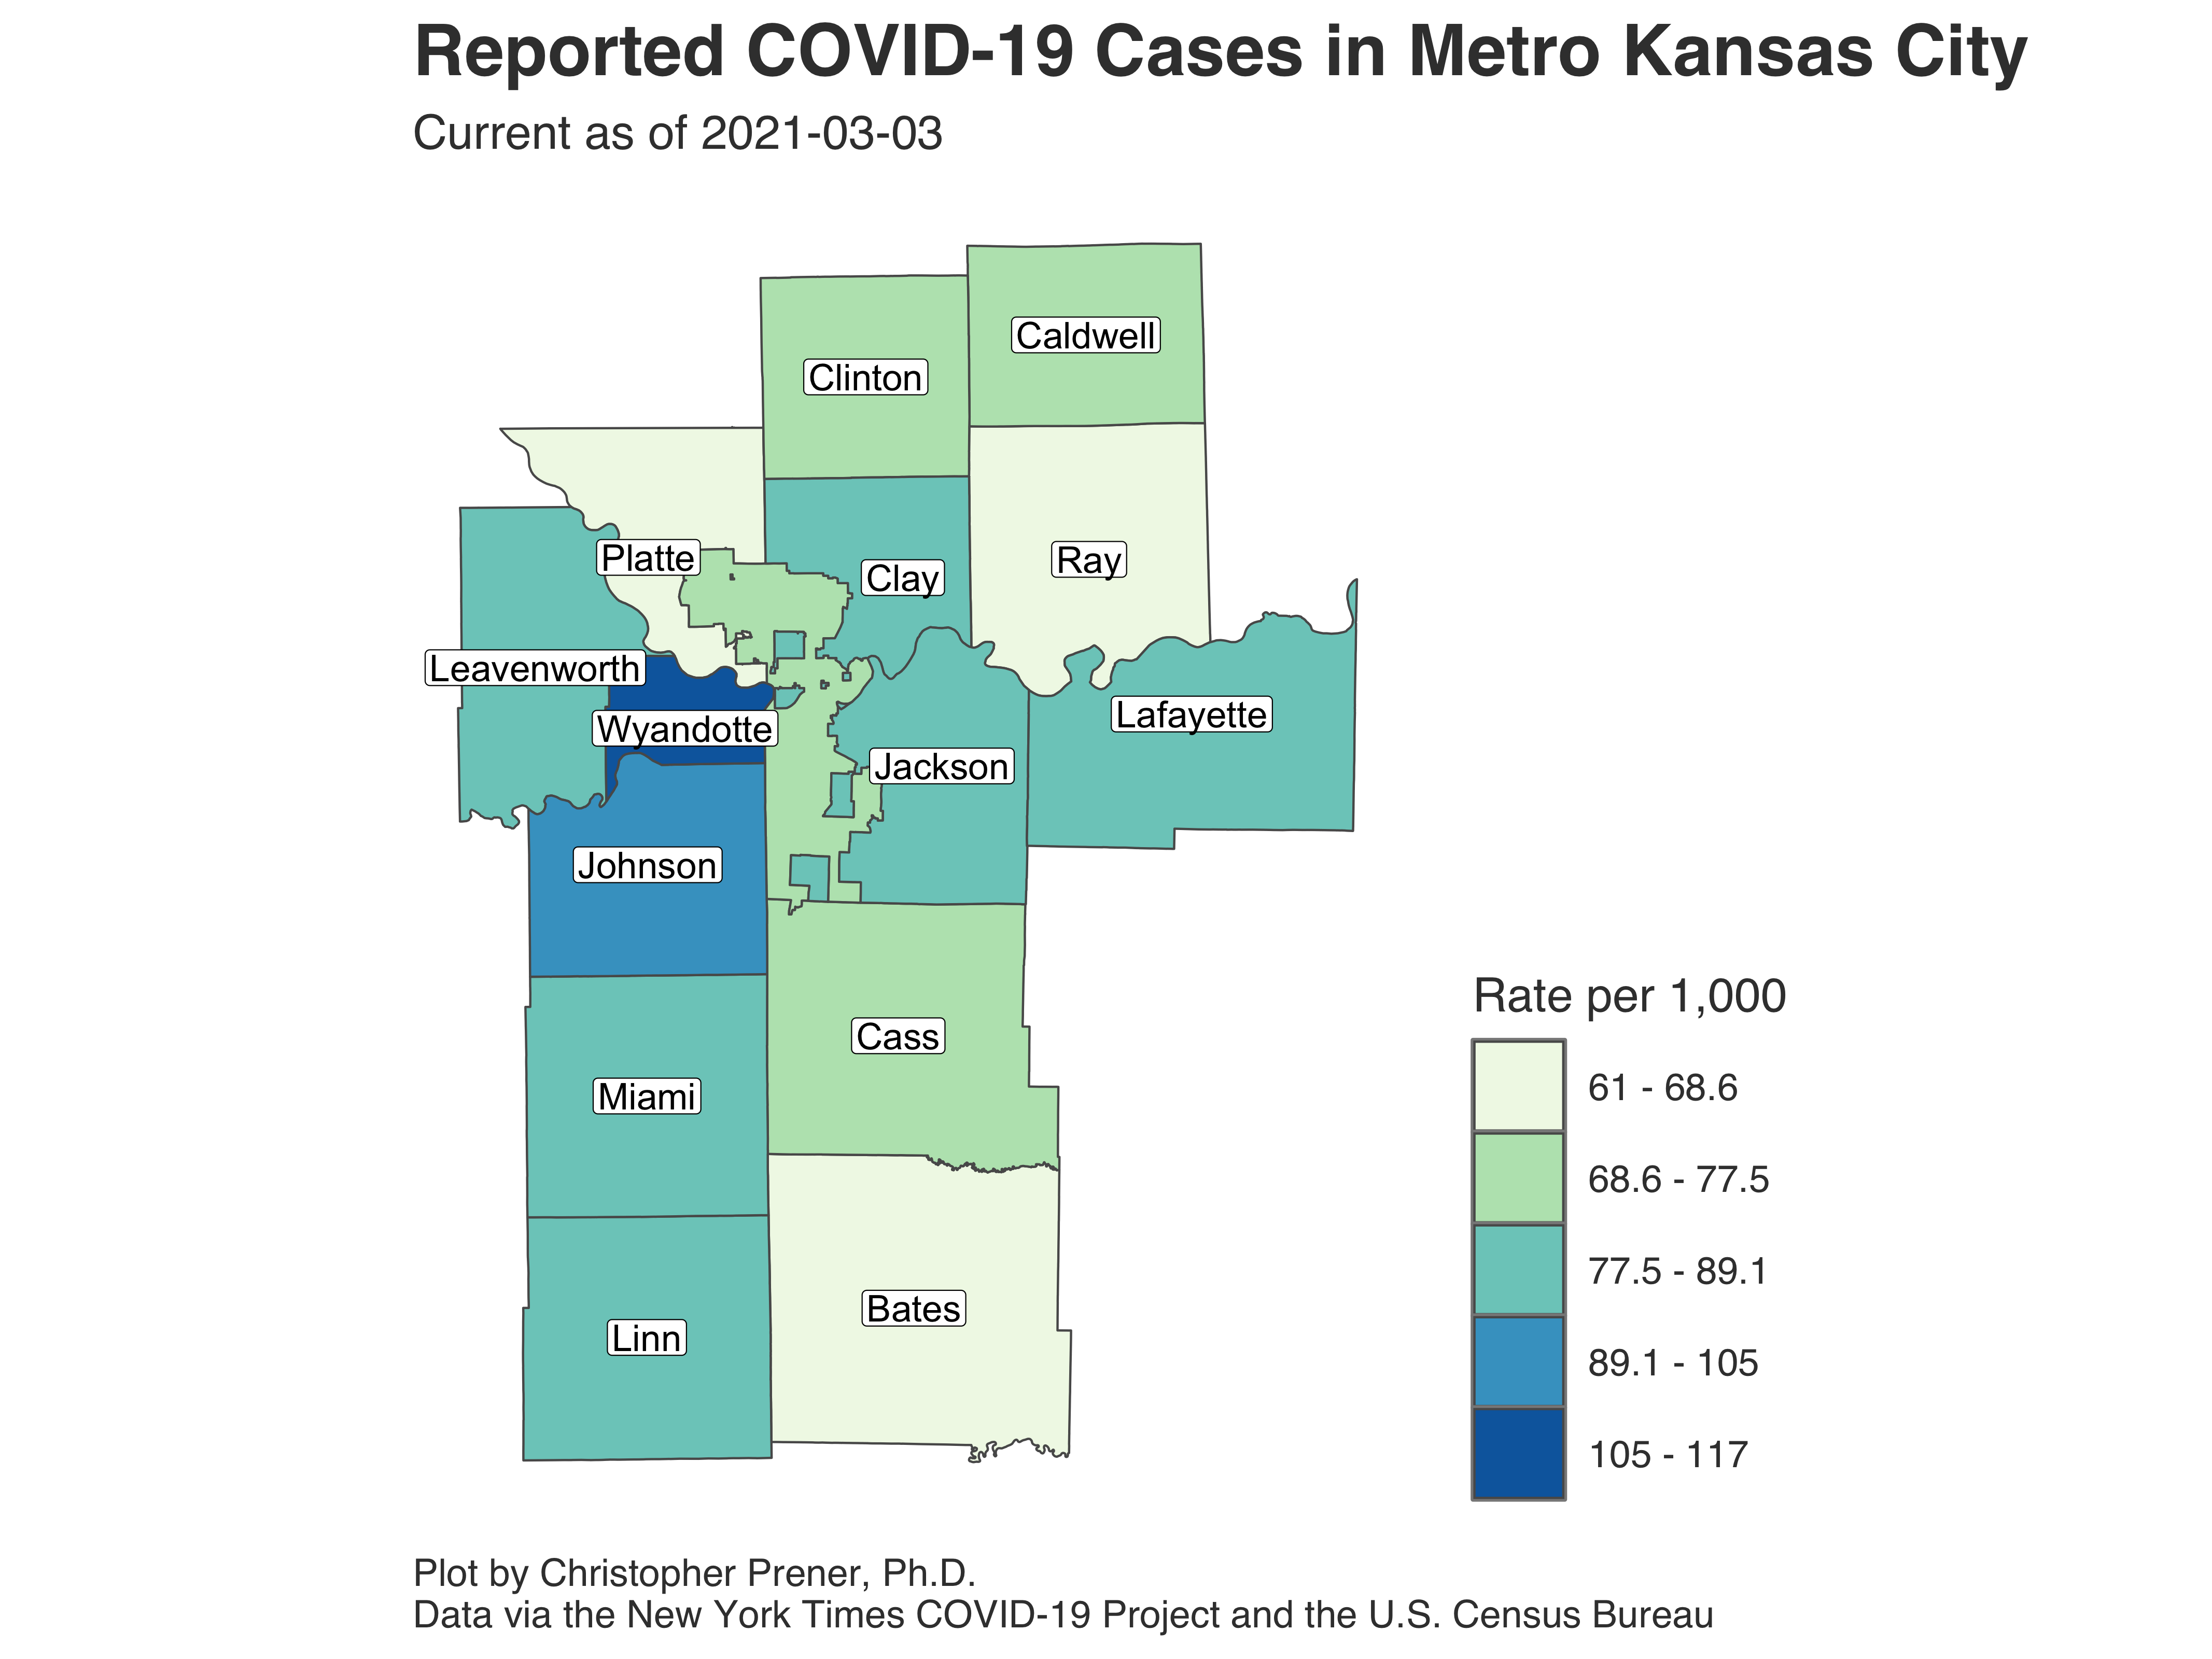 Reported COVID-19 Cases in Metro Kansas City
Current as of 2021-03-03
Caldwell
Clinton
Platte
Clay
Ray
Leavenworth
Wyandotte
Lafayette
Jackson
Johnson
Cass
Miami
Bates
Linn
Rate per 1,000
61 - 68.6
68.6 - 77.5
77.5 - 89.1
89.1 - 105
105 - 117
Plot by Christopher Prener, Ph.D.
Data via the New York Times COVID-19 Project and the U.S. Census Bureau